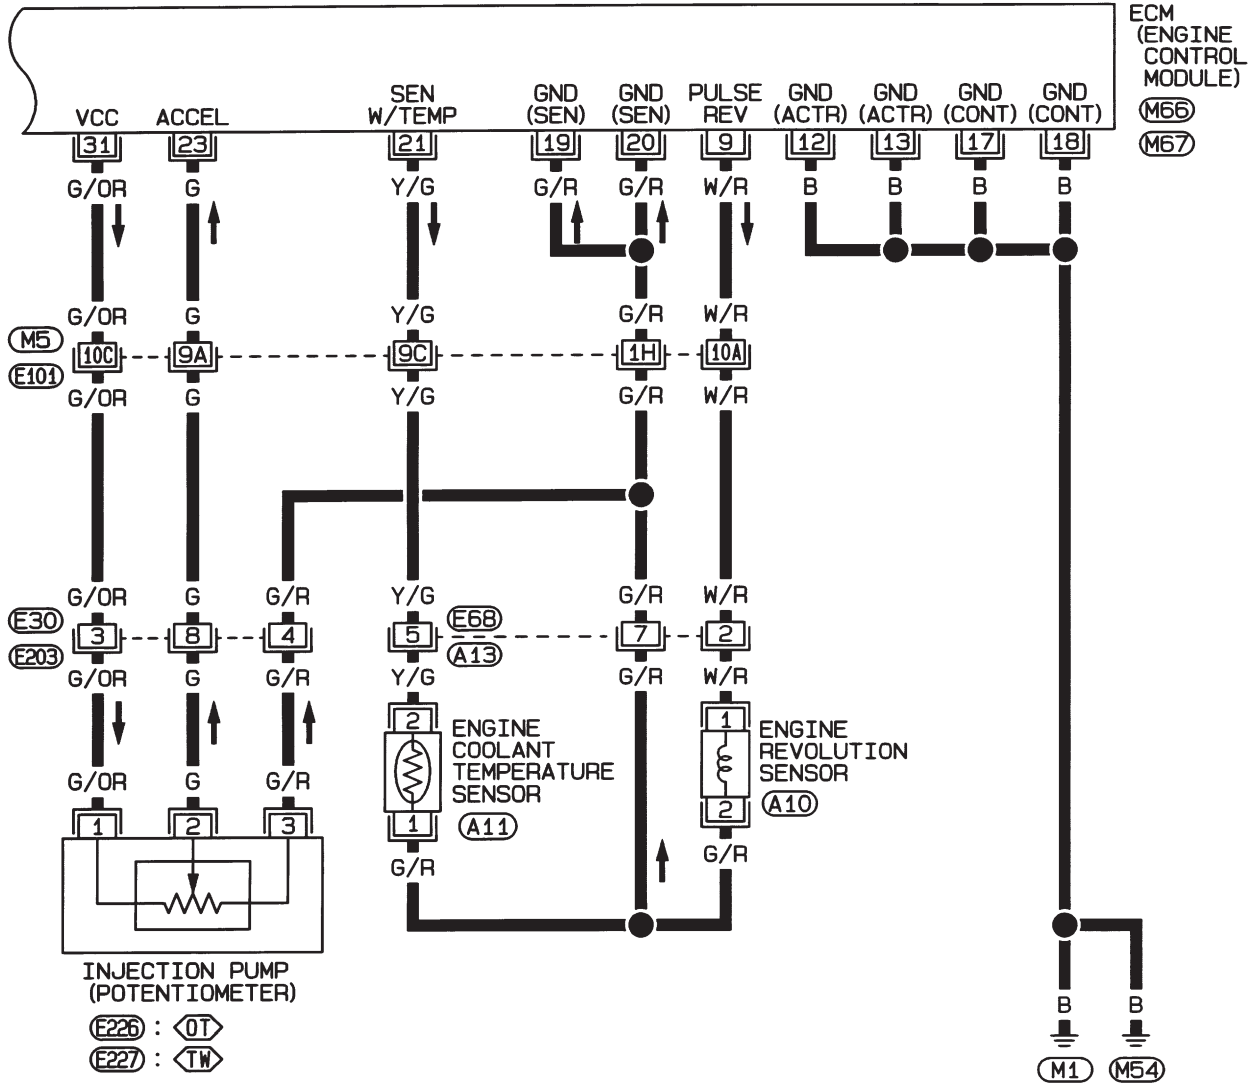 ECM
(ENGINE
CONTROL
MODULE)
M66
M67
VCC ACCEL SEN W/TEMP GND (SEN) GND (SEN) PULSE REV GND (ACTR) GND (ACTR) GND (CONT) GND (CONT)
31 23 21 19 20 9 12 13 17 18
G/OR G Y/G G/R G/R W/R B B B B
G/OR G Y/G G/R W/R
M5
10C 9A 9C 1H 10A
E101
G/OR G Y/G G/R W/R
G/OR G G/R Y/G G/R W/R
E30 E68
3 8 4 5 7 2
E203 A13
G/OR G G/R Y/G G/R W/R
2 1
ENGINE
COOLANT
TEMPERATURE
SENSOR
A11
ENGINE
REVOLUTION
SENSOR
A10
G/OR G G/R
1 2 3 1 2
G/R G/R
INJECTION PUMP
(POTENTIOMETER)
E226 : OT
E227 : TW
B B
M1 M54